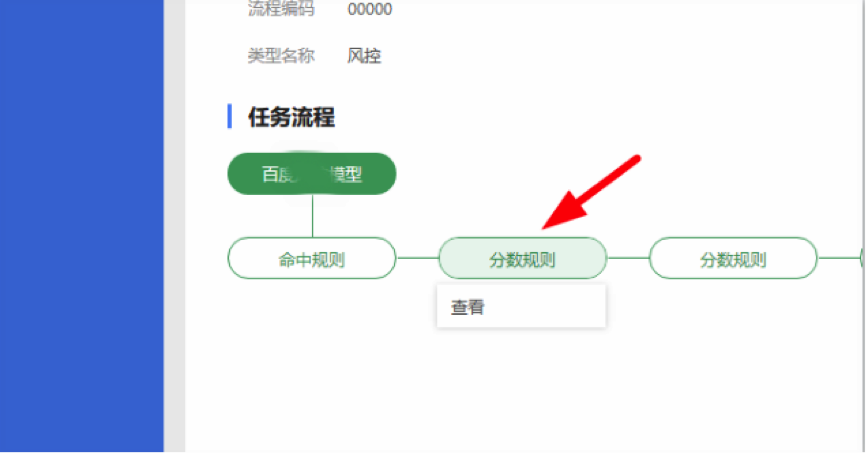 流程编码 00000
类型名称 风控
任务流程
百度 模型
命中规则 分数规则 分数规则
查看